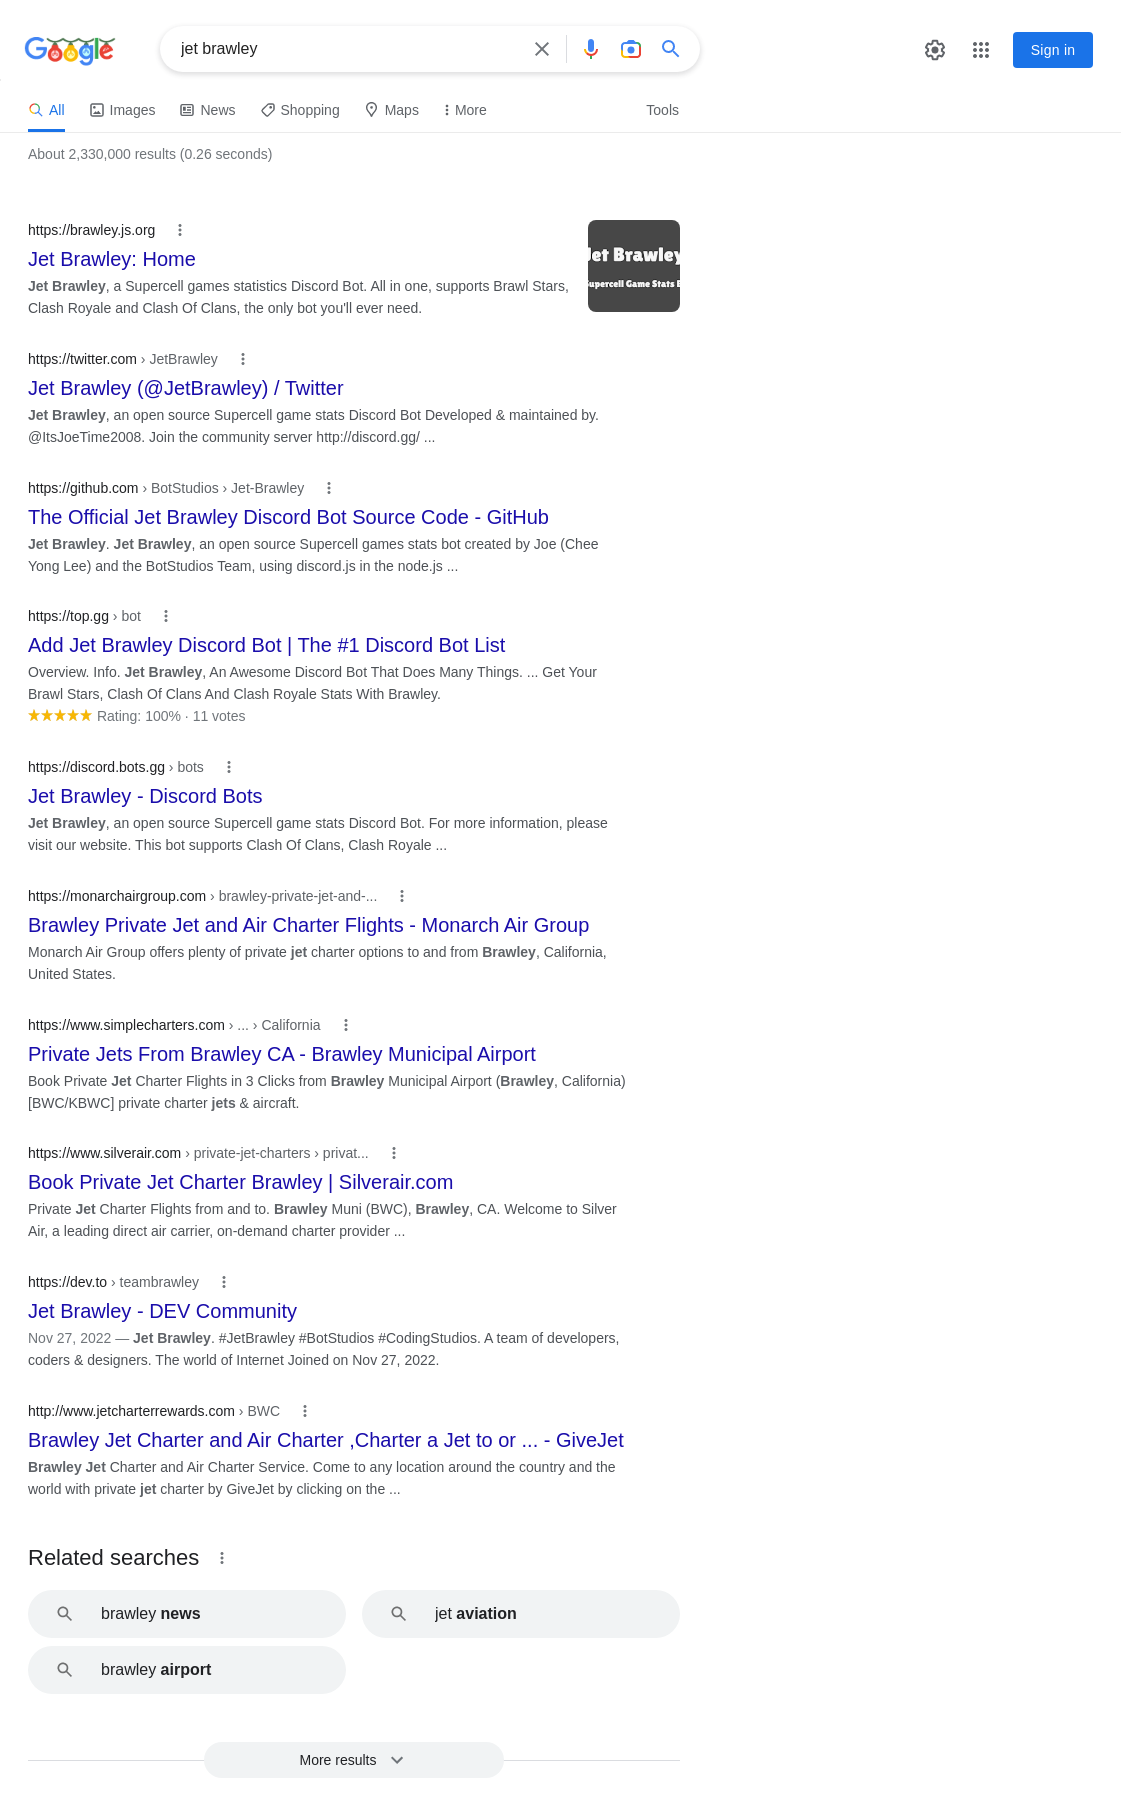 Google
jet brawley
Sign in
All Images News Shopping Maps More Tools
About 2,330,000 results (0.26 seconds)
https://brawley.js.org
Jet Brawley: Home
Jet Brawley, a Supercell games statistics Discord Bot. All in one, supports Brawl Stars,
Clash Royale and Clash Of Clans, the only bot you'll ever need.
Jet Brawley
Supercell Game Stats B
https://twitter.com › JetBrawley
Jet Brawley (@JetBrawley) / Twitter
Jet Brawley, an open source Supercell game stats Discord Bot Developed & maintained by.
@ItsJoeTime2008. Join the community server http://discord.gg/ ...
https://github.com › BotStudios › Jet-Brawley
The Official Jet Brawley Discord Bot Source Code - GitHub
Jet Brawley. Jet Brawley, an open source Supercell games stats bot created by Joe (Chee
Yong Lee) and the BotStudios Team, using discord.js in the node.js ...
https://top.gg › bot
Add Jet Brawley Discord Bot | The #1 Discord Bot List
Overview. Info. Jet Brawley, An Awesome Discord Bot That Does Many Things. ... Get Your
Brawl Stars, Clash Of Clans And Clash Royale Stats With Brawley.
Rating: 100% · 11 votes
https://discord.bots.gg › bots
Jet Brawley - Discord Bots
Jet Brawley, an open source Supercell game stats Discord Bot. For more information, please
visit our website. This bot supports Clash Of Clans, Clash Royale ...
https://monarchairgroup.com › brawley-private-jet-and-...
Brawley Private Jet and Air Charter Flights - Monarch Air Group
Monarch Air Group offers plenty of private jet charter options to and from Brawley, California,
United States.
https://www.simplecharters.com › ... › California
Private Jets From Brawley CA - Brawley Municipal Airport
Book Private Jet Charter Flights in 3 Clicks from Brawley Municipal Airport (Brawley, California)
[BWC/KBWC] private charter jets & aircraft.
https://www.silverair.com › private-jet-charters › privat...
Book Private Jet Charter Brawley | Silverair.com
Private Jet Charter Flights from and to. Brawley Muni (BWC), Brawley, CA. Welcome to Silver
Air, a leading direct air carrier, on-demand charter provider ...
https://dev.to › teambrawley
Jet Brawley - DEV Community
Nov 27, 2022 — Jet Brawley. #JetBrawley #BotStudios #CodingStudios. A team of developers,
coders & designers. The world of Internet Joined on Nov 27, 2022.
http://www.jetcharterrewards.com › BWC
Brawley Jet Charter and Air Charter ,Charter a Jet to or ... - GiveJet
Brawley Jet Charter and Air Charter Service. Come to any location around the country and the
world with private jet charter by GiveJet by clicking on the ...
Related searches
brawley news
jet aviation
brawley airport
More results